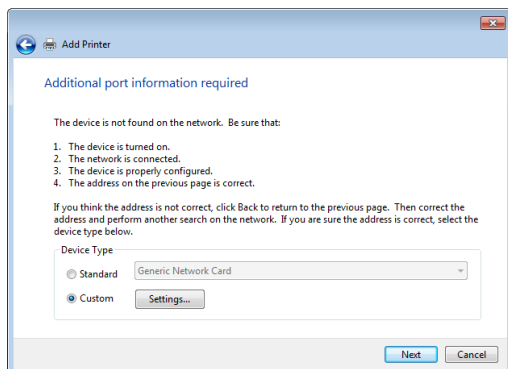 Add Printer
Additional port information required
The device is not found on the network.  Be sure that:
1.  The device is turned on.
2.  The network is connected.
3.  The device is properly configured.
4.  The address on the previous page is correct.
If you think the address is not correct, click Back to return to the previous page.  Then correct the
address and perform another search on the network.  If you are sure the address is correct, select the
device type below.
Device Type
Standard
Generic Network Card
Custom
Settings...
Next
Cancel